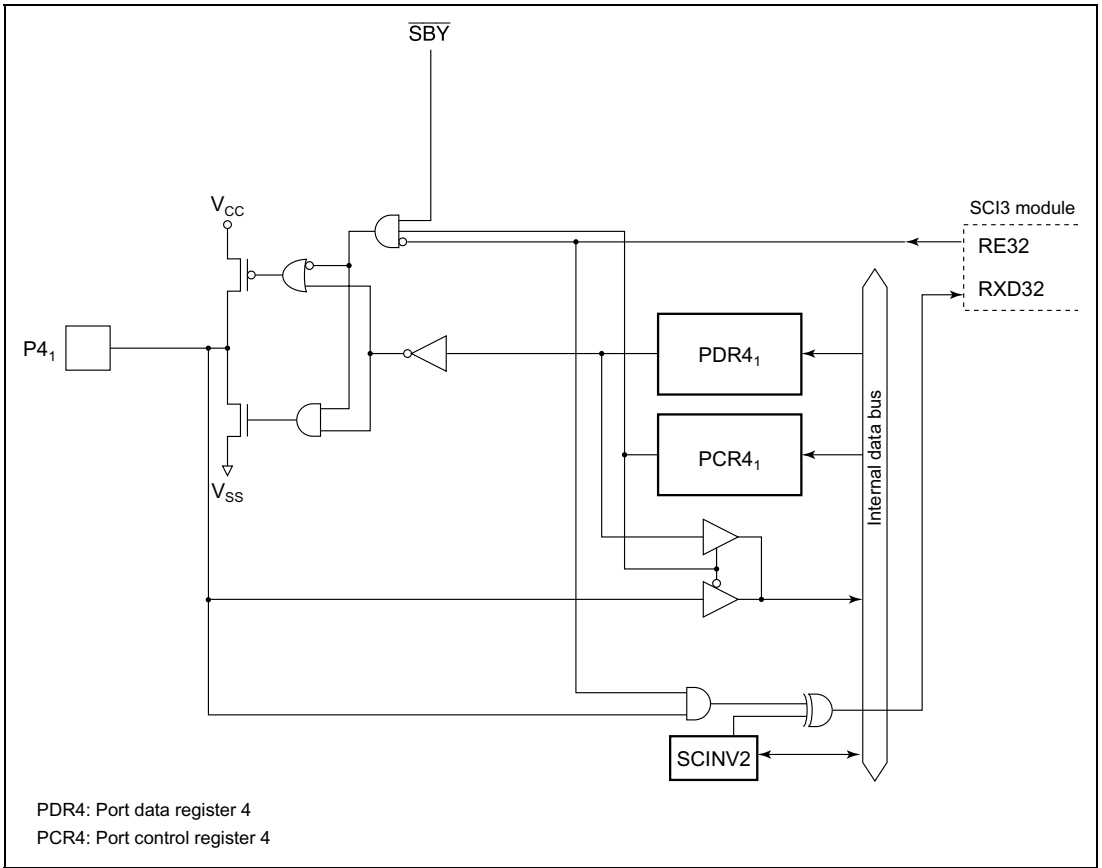 SBY
VCC
SCI3 module
RE32
RXD32
P41
PDR41
PCR41
VSS
Internal data bus
SCINV2
PDR4: Port data register 4
PCR4: Port control register 4